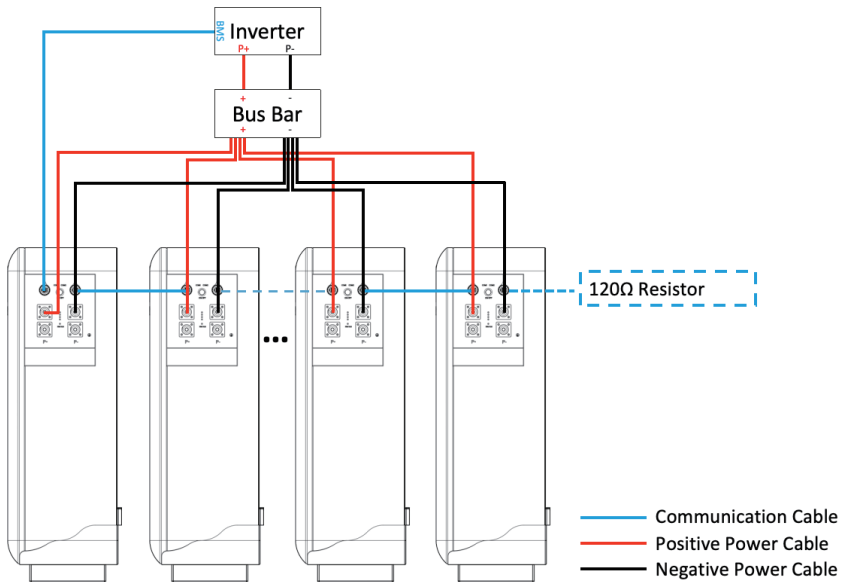 BMS
Inverter
P+ P-
+ -
Bus Bar
+ -
120Ω Resistor
P+ P-
P+ P-
P+ P-
P+ P-
Communication Cable
Positive Power Cable
Negative Power Cable